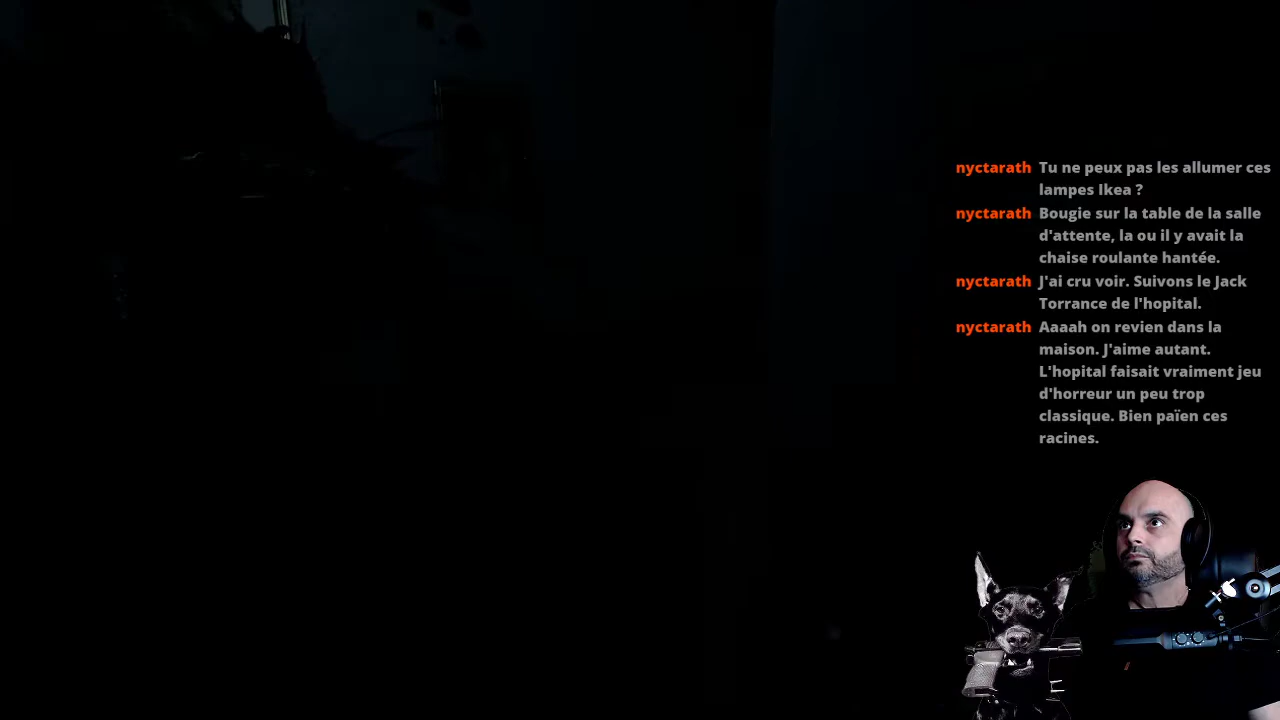 nyctarath Tu ne peux pas les allumer ces
lampes Ikea ?
nyctarath Bougie sur la table de la salle
d'attente, la ou il y avait la
chaise roulante hantée.
nyctarath J'ai cru voir. Suivons le Jack
Torrance de l'hopital.
nyctarath Aaaah on revien dans la
maison. J'aime autant.
L'hopital faisait vraiment jeu
d'horreur un peu trop
classique. Bien païen ces
racines.